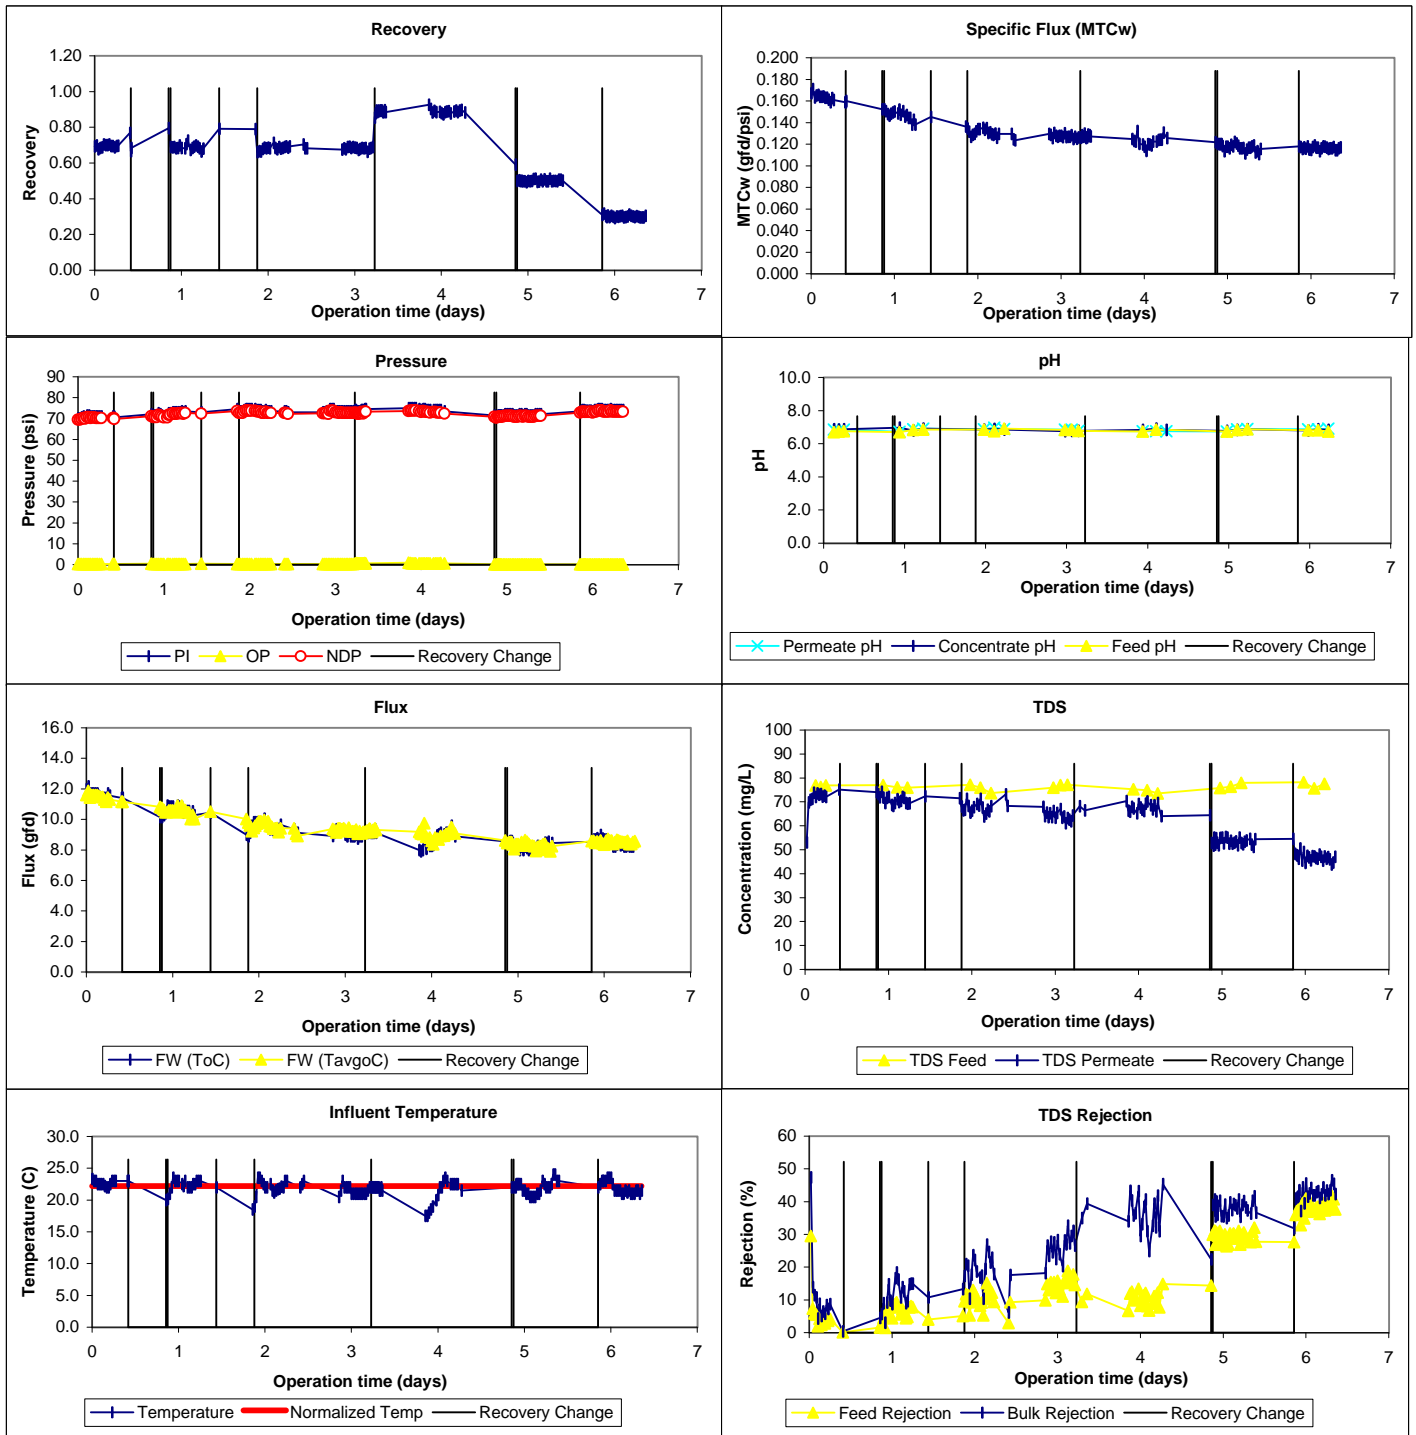 Recovery
1.20
1.00
0.80
0.60
0.40
0.20
0.00
Recovery
0 1 2 3 4 5 6 7
Operation time (days)
Specific Flux (MTCw)
0.200
0.180
0.160
0.140
0.120
0.100
0.080
0.060
0.040
0.020
0.000
MTCw (gfd/psi)
0 1 2 3 4 5 6 7
Operation time (days)
Pressure
90
80
70
60
50
40
30
20
10
0
Pressure (psi)
0 1 2 3 4 5 6 7
Operation time (days)
PI OP NDP Recovery Change
pH
10.0
8.0
6.0
4.0
2.0
0.0
pH
0 1 2 3 4 5 6 7
Operation time (days)
Permeate pH Concentrate pH Feed pH Recovery Change
Flux
16.0
14.0
12.0
10.0
8.0
6.0
4.0
2.0
0.0
Flux (gfd)
0 1 2 3 4 5 6 7
Operation time (days)
FW (ToC) FW (TavgoC) Recovery Change
TDS
100
90
80
70
60
50
40
30
20
10
0
Concentration (mg/L)
0 1 2 3 4 5 6 7
Operation time (days)
TDS Feed TDS Permeate Recovery Change
Influent Temperature
30.0
25.0
20.0
15.0
10.0
5.0
0.0
Temperature (C)
0 1 2 3 4 5 6 7
Operation time (days)
Temperature Normalized Temp Recovery Change
TDS Rejection
60
50
40
30
20
10
0
Rejection (%)
0 1 2 3 4 5 6 7
Operation time (days)
Feed Rejection Bulk Rejection Recovery Change